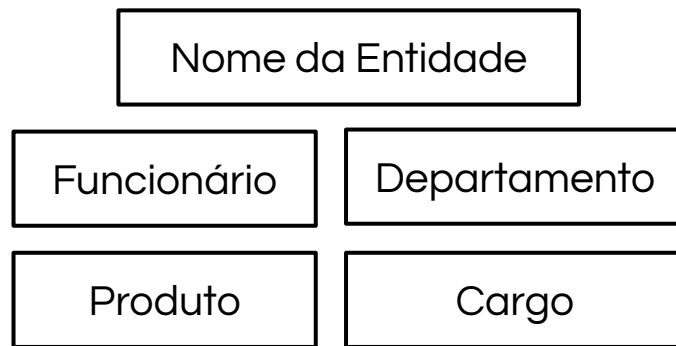 Nome da Entidade
Funcionário
Departamento
Produto
Cargo